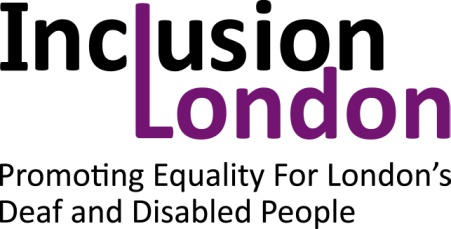 Inclusion
London
Promoting Equality For London's
Deaf and Disabled People